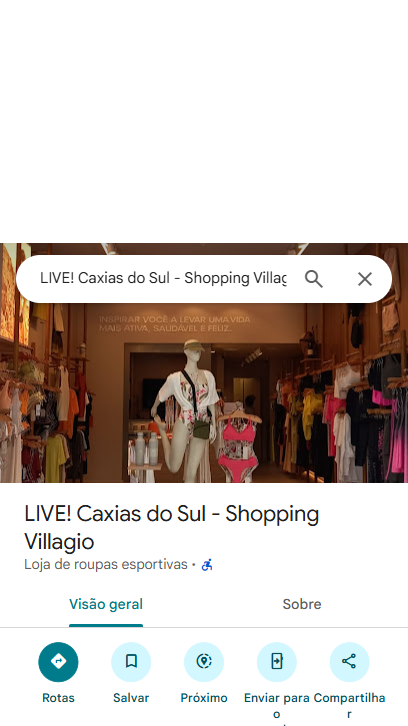 LIVE! Caxias do Sul - Shopping Villag
INSPIRAR VOCÊ A LEVAR UMA VIDA
MAIS ATIVA, SAUDÁVEL E FELIZ.
LIVE! Caxias do Sul - Shopping
Villagio
Loja de roupas esportivas ·
Visão geral
Sobre
Rotas
Salvar
Próximo
Enviar para
o
Compartilha
r